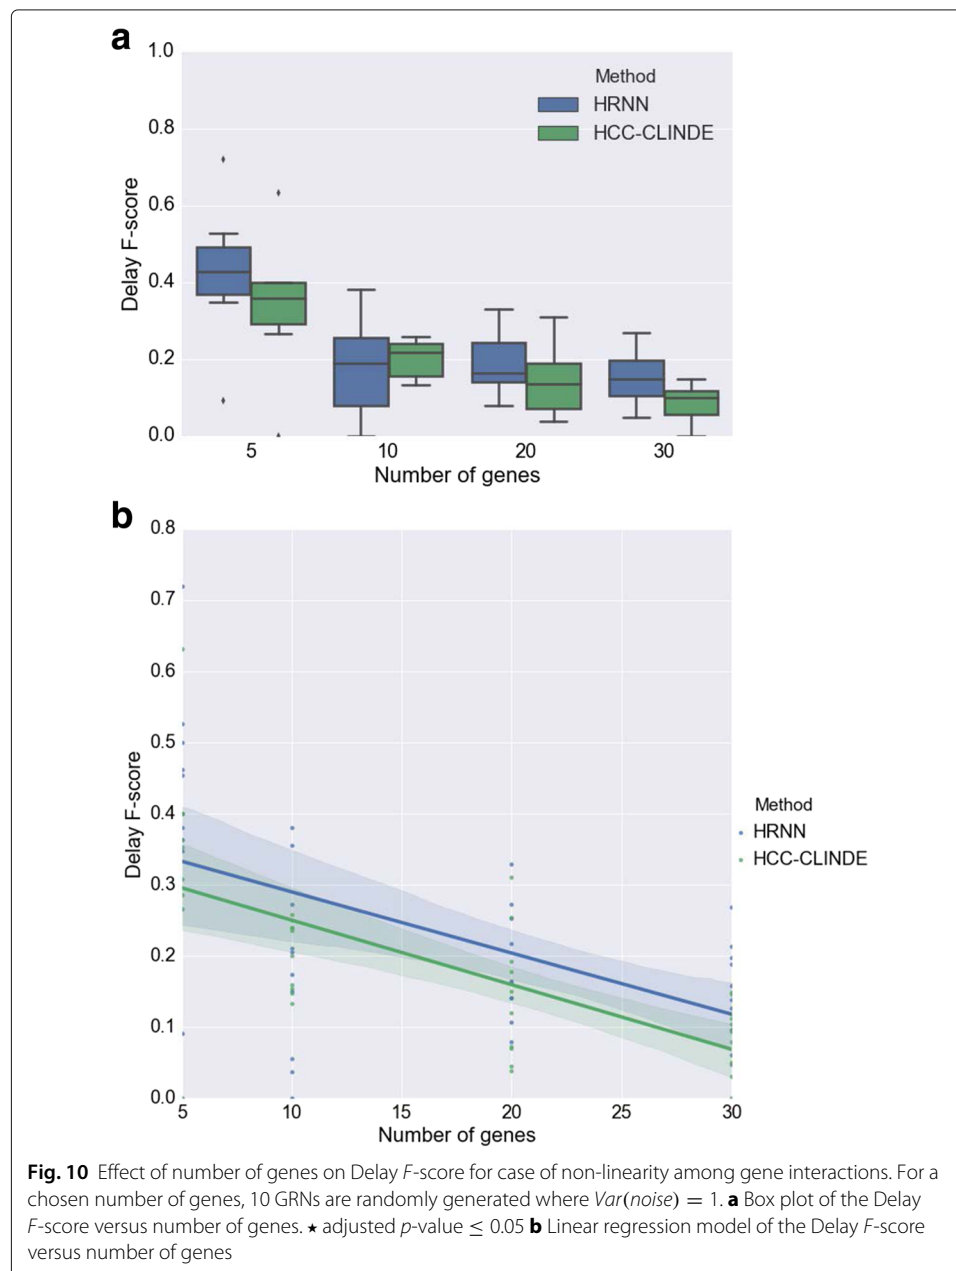 a
1.0
0.8
0.6
0.4
0.2
0.0
Delay F-score
Method
HRNN
HCC-CLINDE
5 10 20 30
Number of genes
b
0.8
0.7
0.6
0.5
0.4
0.3
0.2
0.1
0.0
Delay F-score
5 10 15 20 25 30
Number of genes
Method
HRNN
HCC-CLINDE
Fig. 10 Effect of number of genes on Delay F-score for case of non-linearity among gene interactions. For a
chosen number of genes, 10 GRNs are randomly generated where Var(noise) = 1. a Box plot of the Delay
F-score versus number of genes. ⋆ adjusted p-value ≤ 0.05 b Linear regression model of the Delay F-score
versus number of genes